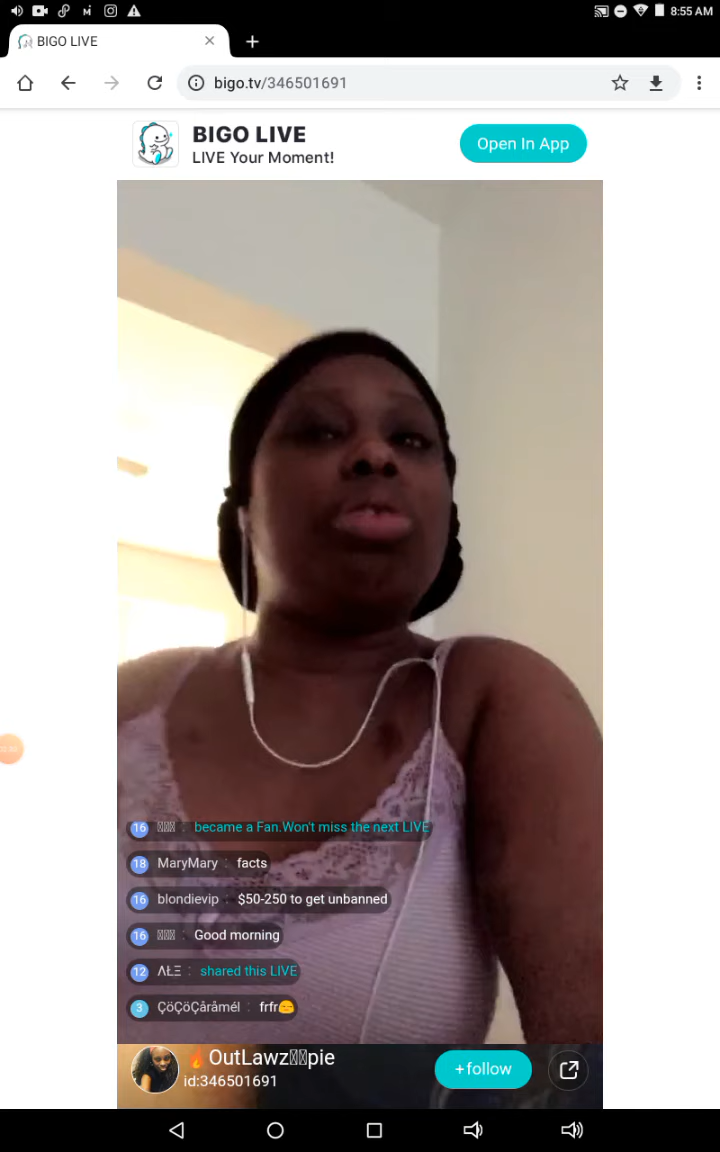 8:55 AM
BIGO LIVE
bigo.tv/346501691
BIGO LIVE
LIVE Your Moment!
Open In App
16 : became a Fan.Won't miss the next LIVE
18 MaryMary : facts
16 blondievip : $50-250 to get unbanned
16 : Good morning
12 ΛŁΞ : shared this LIVE
3 ÇöÇöÇåråmél : frfr😑
🔥OutLawz pie
id:346501691
+follow